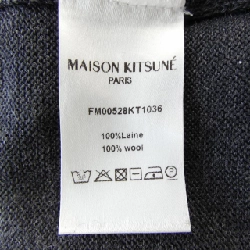 MAISON KITSUNÉ
PARIS
FM00528KT1036
100%Laine
100% wool